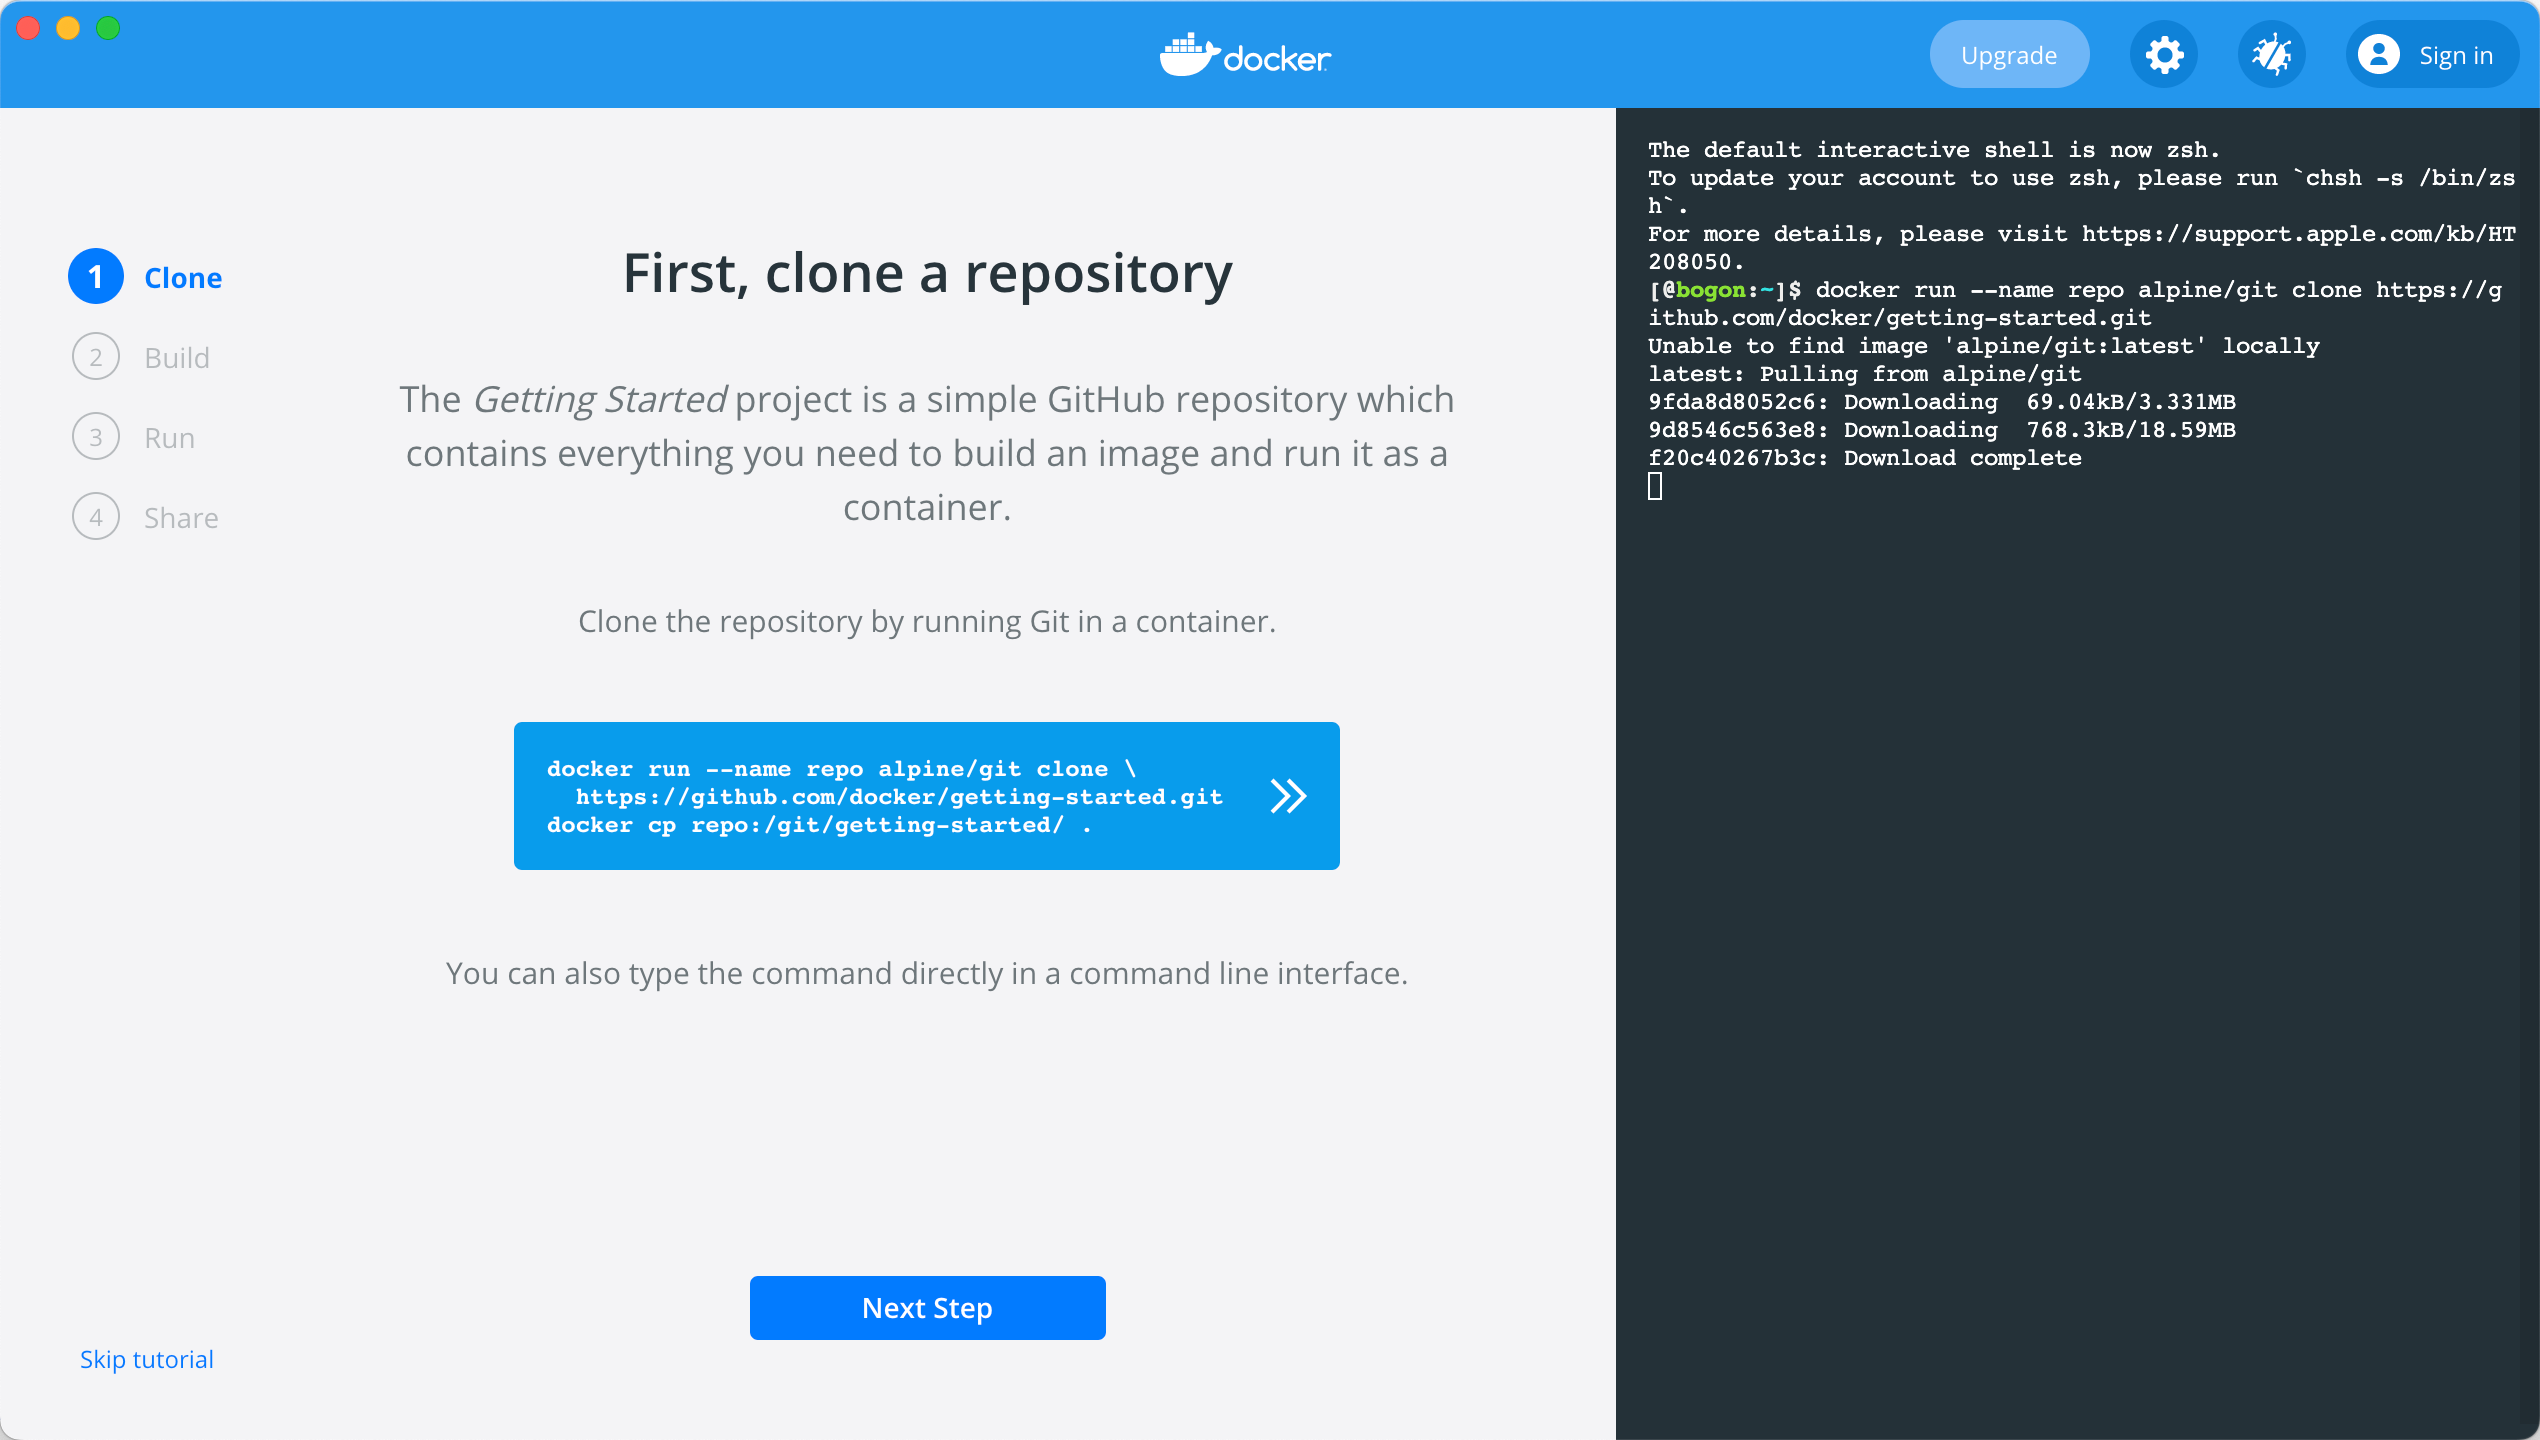 docker
Upgrade
Sign in
1 Clone
2 Build
3 Run
4 Share
First, clone a repository
The Getting Started project is a simple GitHub repository which
contains everything you need to build an image and run it as a
container.
Clone the repository by running Git in a container.
docker run --name repo alpine/git clone \
  https://github.com/docker/getting-started.git
docker cp repo:/git/getting-started/ .
You can also type the command directly in a command line interface.
Next Step
Skip tutorial
The default interactive shell is now zsh.
To update your account to use zsh, please run `chsh -s /bin/zs
h`.
For more details, please visit https://support.apple.com/kb/HT
208050.
[@bogon:~]$ docker run --name repo alpine/git clone https://g
ithub.com/docker/getting-started.git
Unable to find image 'alpine/git:latest' locally
latest: Pulling from alpine/git
9fda8d8052c6: Downloading  69.04kB/3.331MB
9d8546c563e8: Downloading  768.3kB/18.59MB
f20c40267b3c: Download complete